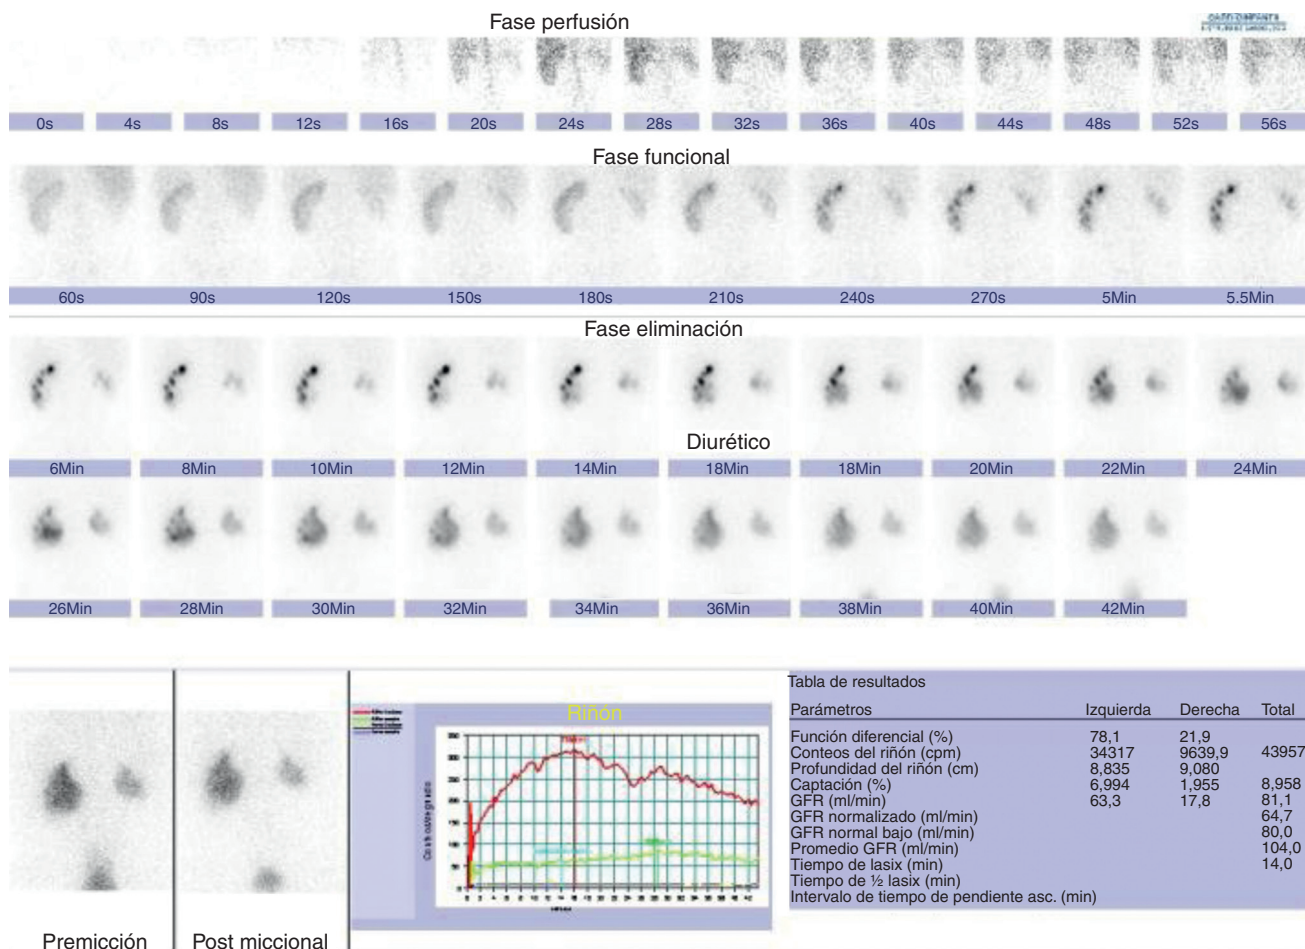 Fase perfusión
0s 4s 8s 12s 16s 20s 24s 28s 32s 36s 40s 44s 48s 52s 56s
Fase funcional
60s 90s 120s 150s 180s 210s 240s 270s 5Min 5.5Min
Fase eliminación
Diurético
6Min 8Min 10Min 12Min 14Min 18Min 18Min 20Min 22Min 24Min
26Min 28Min 30Min 32Min 34Min 36Min 38Min 40Min 42Min
Premicción
Post miccional
Riñón
Tabla de resultados
Parámetros Izquierda Derecha Total
Función diferencial (%) 78,1 21,9
Conteos del riñón (cpm) 34317 9639,9 43957
Profundidad del riñón (cm) 8,835 9,080
Captación (%) 6,994 1,955 8,958
GFR (ml/min) 63,3 17,8 81,1
GFR normalizado (ml/min) 64,7
GFR normal bajo (ml/min) 80,0
Promedio GFR (ml/min) 104,0
Tiempo de lasix (min) 14,0
Tiempo de ½ lasix (min)
Intervalo de tiempo de pendiente asc. (min)